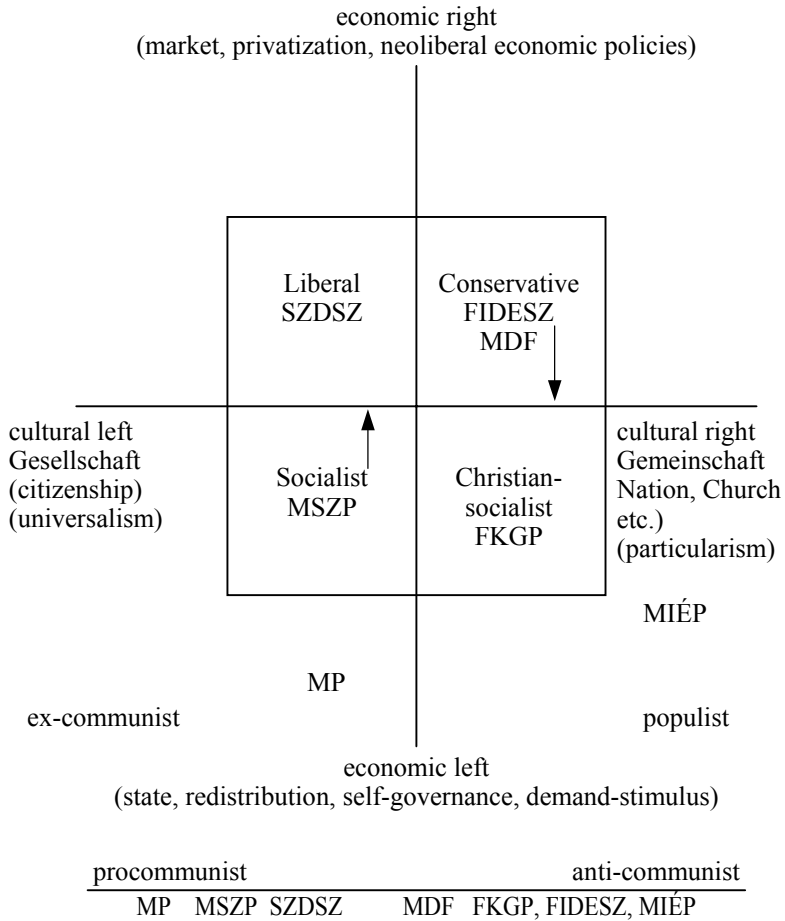 economic right
(market, privatization, neoliberal economic policies)
Liberal
SZDSZ
Conservative
FIDESZ
MDF
cultural left
Gesellschaft
(citizenship)
(universalism)
Socialist
MSZP
Christian-
socialist
FKGP
cultural right
Gemeinschaft
Nation, Church
etc.)
(particularism)
MIÉP
MP
ex-communist
populist
economic left
(state, redistribution, self-governance, demand-stimulus)
procommunist anti-communist
MP MSZP SZDSZ MDF FKGP, FIDESZ, MIÉP